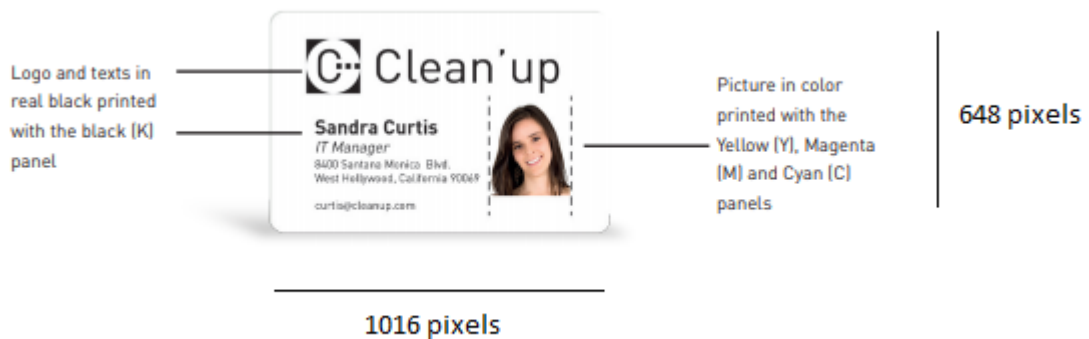 Logo and texts in
real black printed
with the black (K)
panel
C
Clean'up
Sandra Curtis
IT Manager
8400 Santana Monica Blvd.
West Hollywood, California 90069
curtis@cleanup.com
Picture in color
printed with the
Yellow (Y), Magenta
(M) and Cyan (C)
panels
648 pixels
1016 pixels